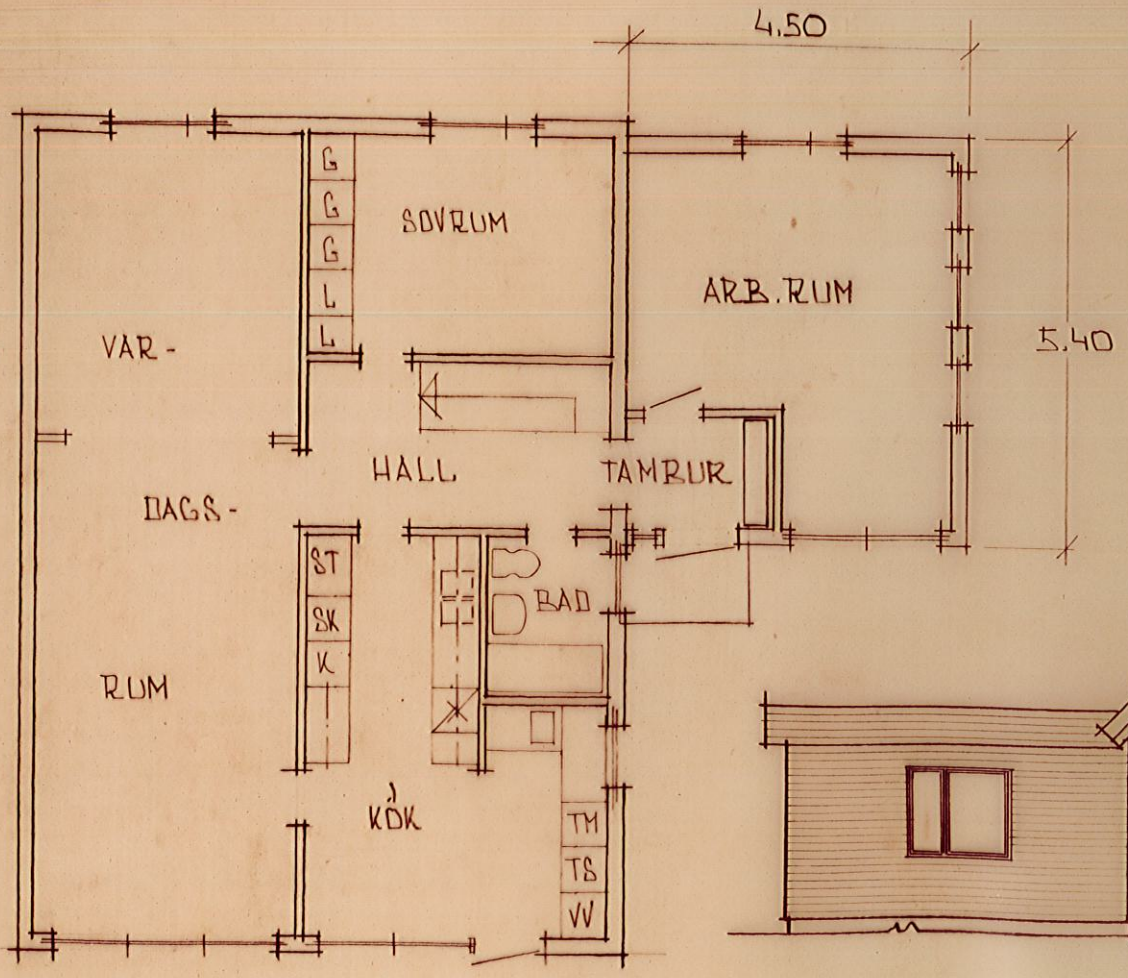 4.50
G
G
G
L
L
SOVRUM
ARB. RUM
5.40
VAR-
HALL
TAMBUR
DAGS-
ST
SK
K
BAD
RUM
KÖK
TM
TS
VV